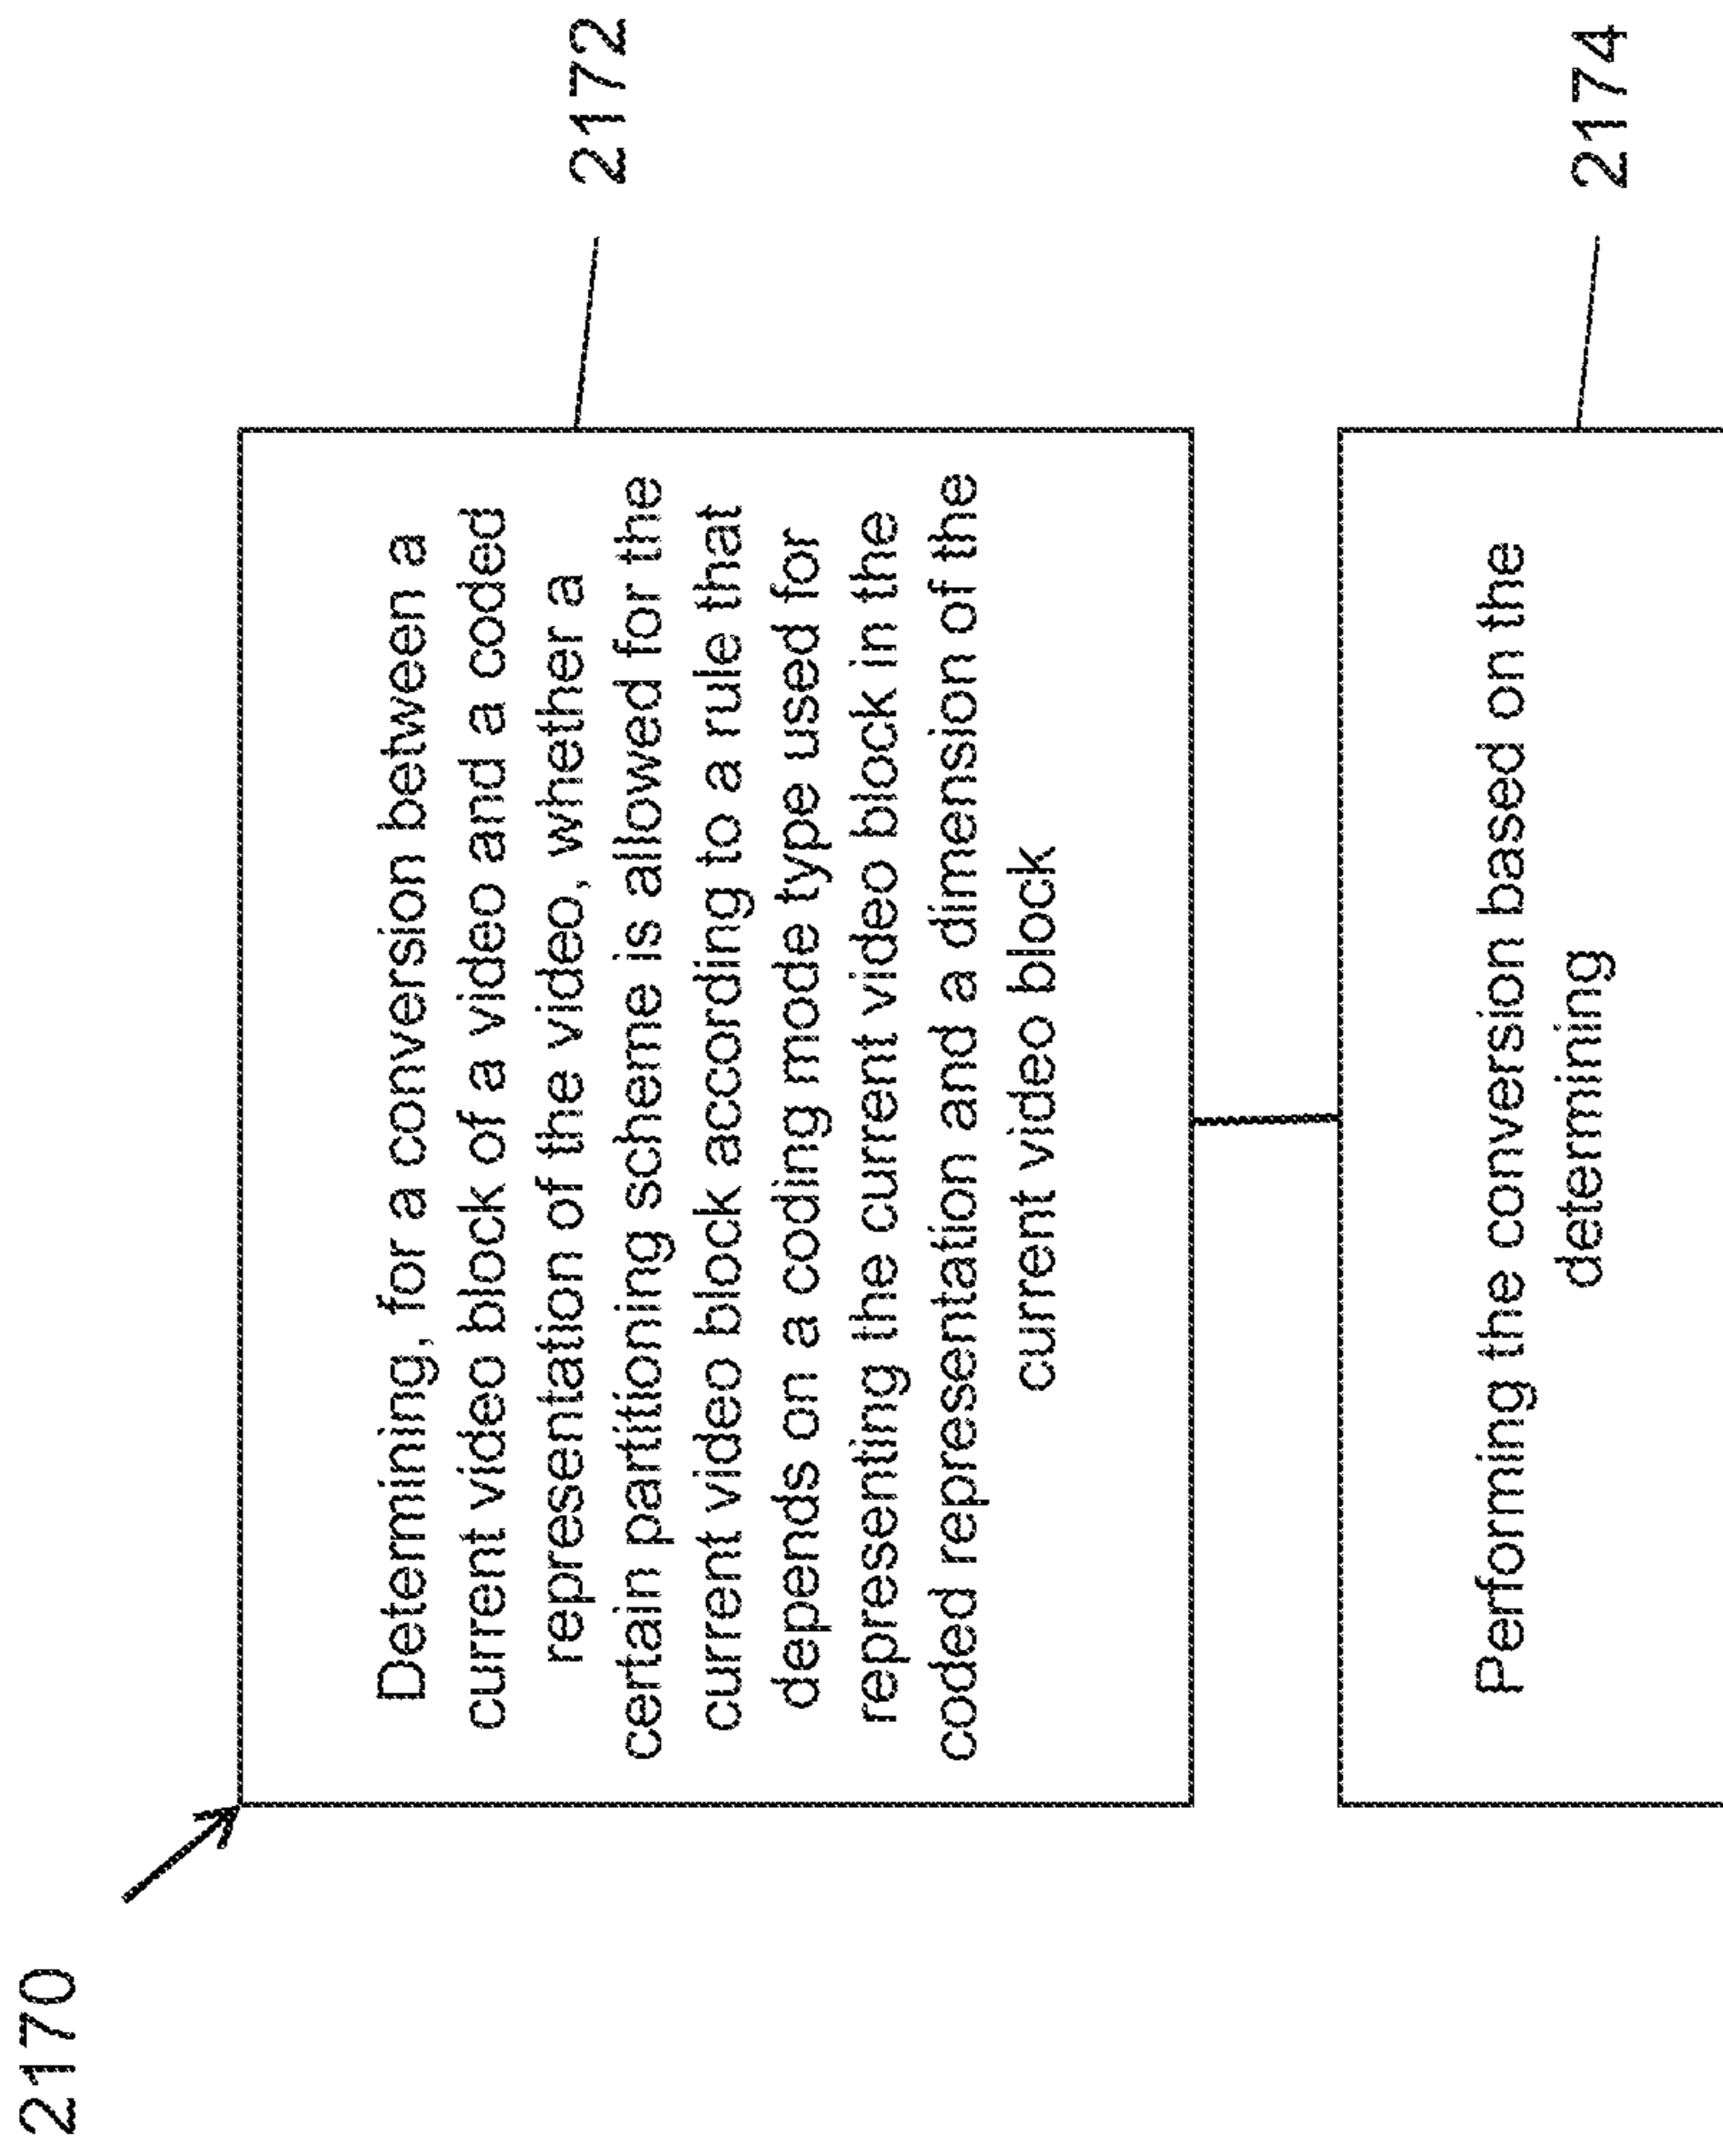 2170
Determining, for a conversion between a
current video block of a video and a coded
representation of the video, whether a
certain partitioning scheme is allowed for the
current video block according to a rule that
depends on a coding mode type used for
representing the current video block in the
coded representation and a dimension of the
current video block
2172
Performing the conversion based on the
determining
2174